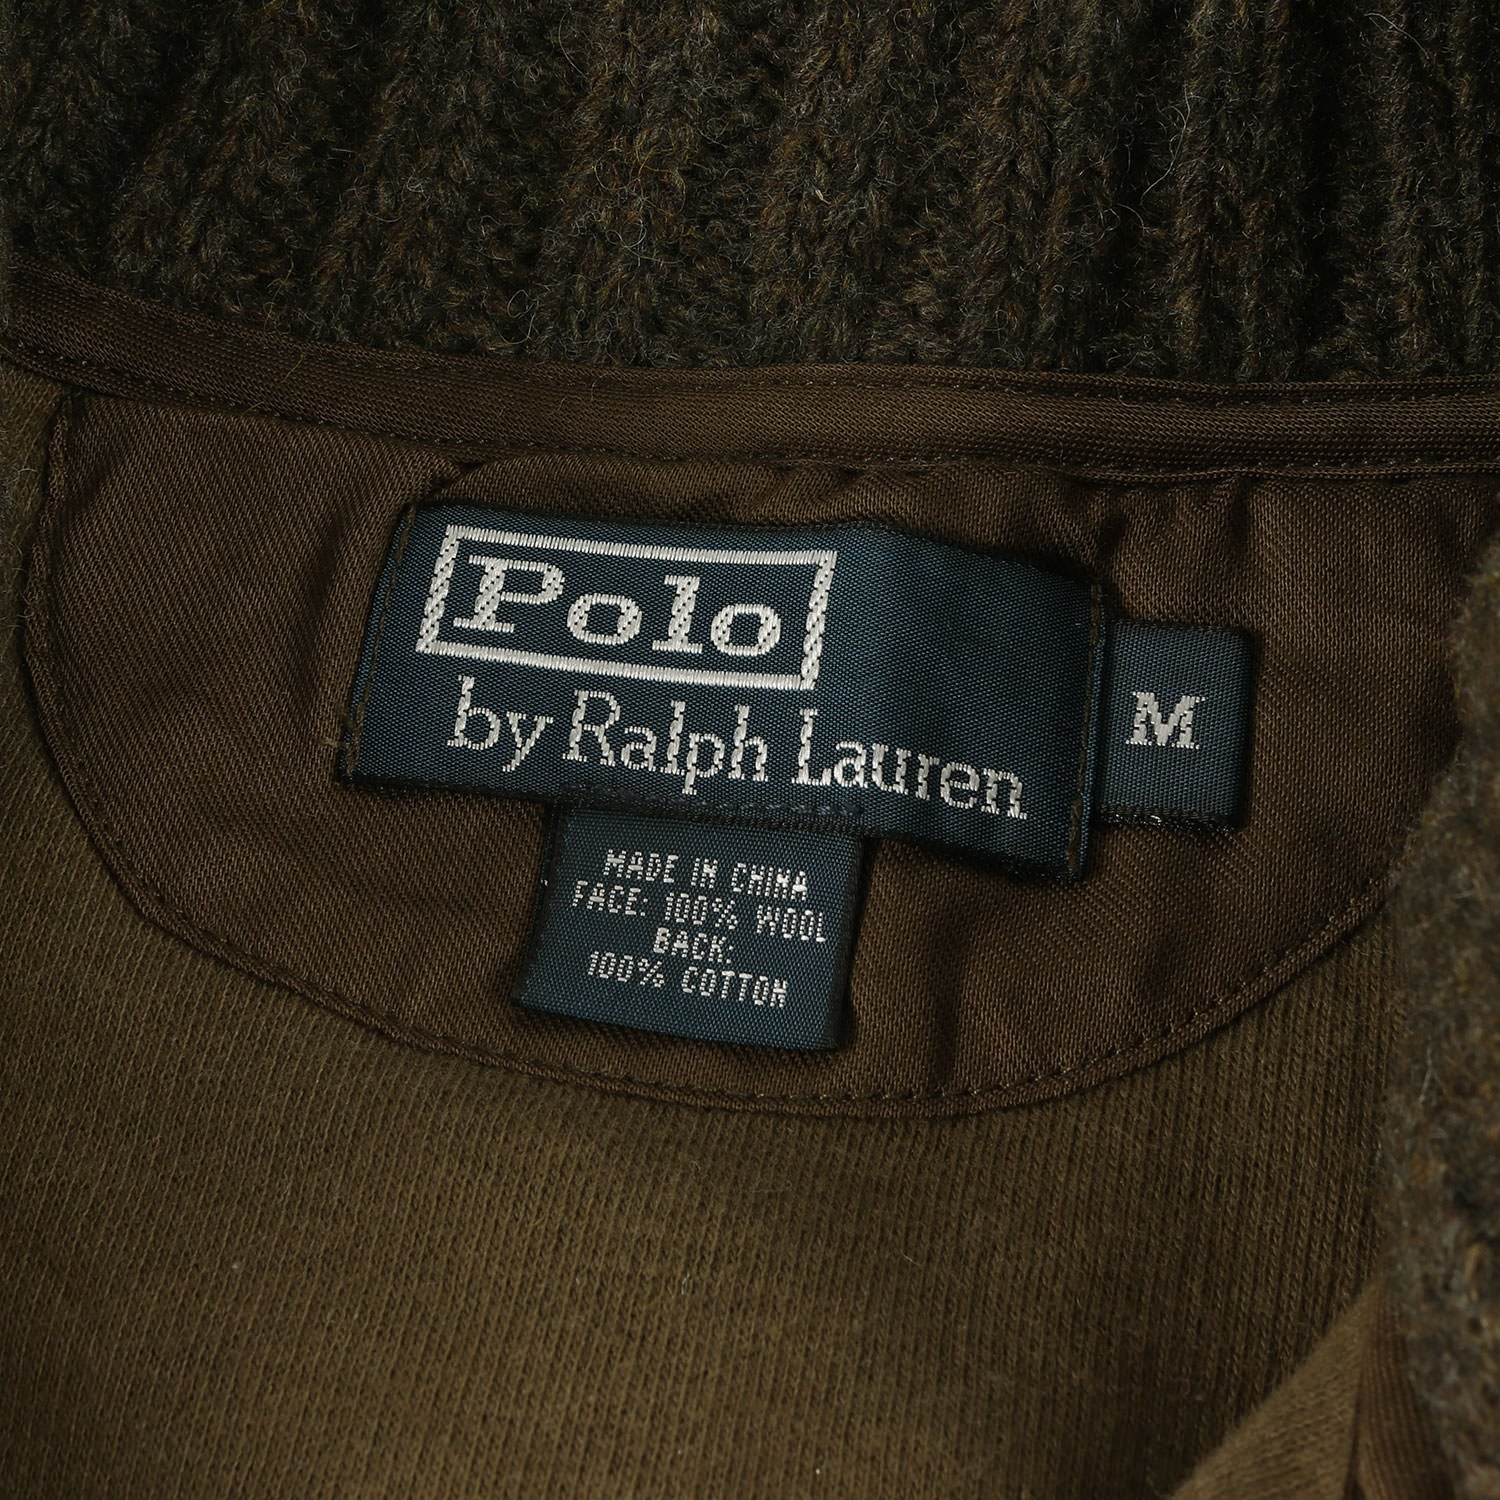 Polo
by Ralph Lauren
M
MADE IN CHINA
FACE: 100% WOOL
BACK:
100% COTTON